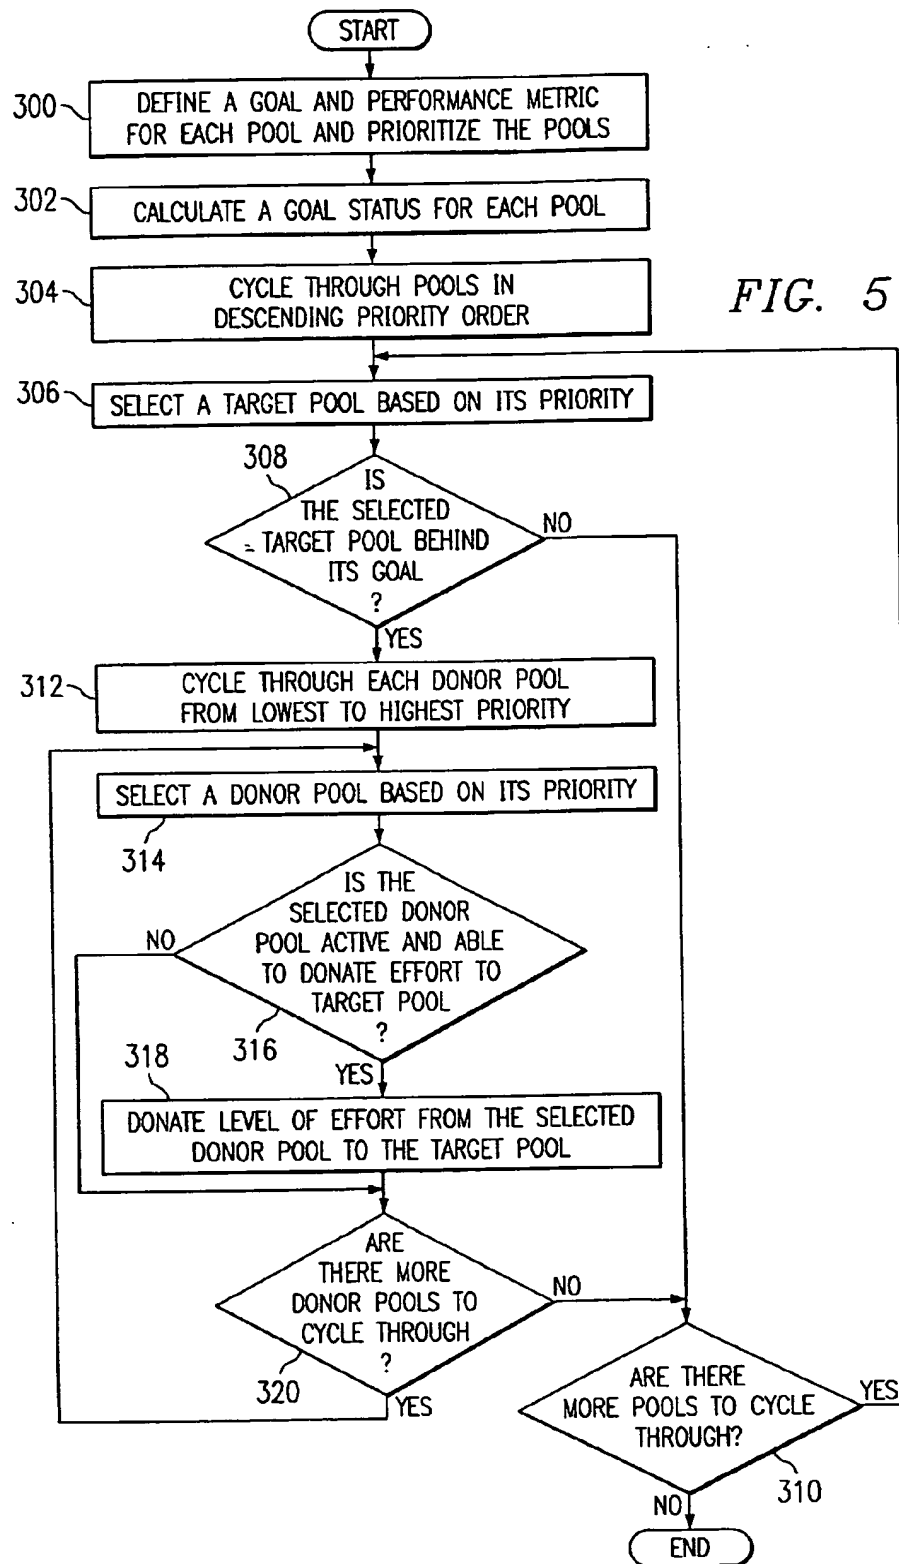 START
300
DEFINE A GOAL AND PERFORMANCE METRIC
FOR EACH POOL AND PRIORITIZE THE POOLS
302
CALCULATE A GOAL STATUS FOR EACH POOL
304
CYCLE THROUGH POOLS IN
DESCENDING PRIORITY ORDER
FIG. 5
306
SELECT A TARGET POOL BASED ON ITS PRIORITY
308
IS
THE SELECTED
TARGET POOL BEHIND
ITS GOAL
?
NO
YES
312
CYCLE THROUGH EACH DONOR POOL
FROM LOWEST TO HIGHEST PRIORITY
SELECT A DONOR POOL BASED ON ITS PRIORITY
314
IS THE
SELECTED DONOR
POOL ACTIVE AND ABLE
TO DONATE EFFORT TO
TARGET POOL
?
NO
316
YES
318
DONATE LEVEL OF EFFORT FROM THE SELECTED
DONOR POOL TO THE TARGET POOL
ARE
THERE MORE
DONOR POOLS TO
CYCLE THROUGH
?
NO
320
YES
ARE THERE
MORE POOLS TO CYCLE
THROUGH?
YES
310
NO
END